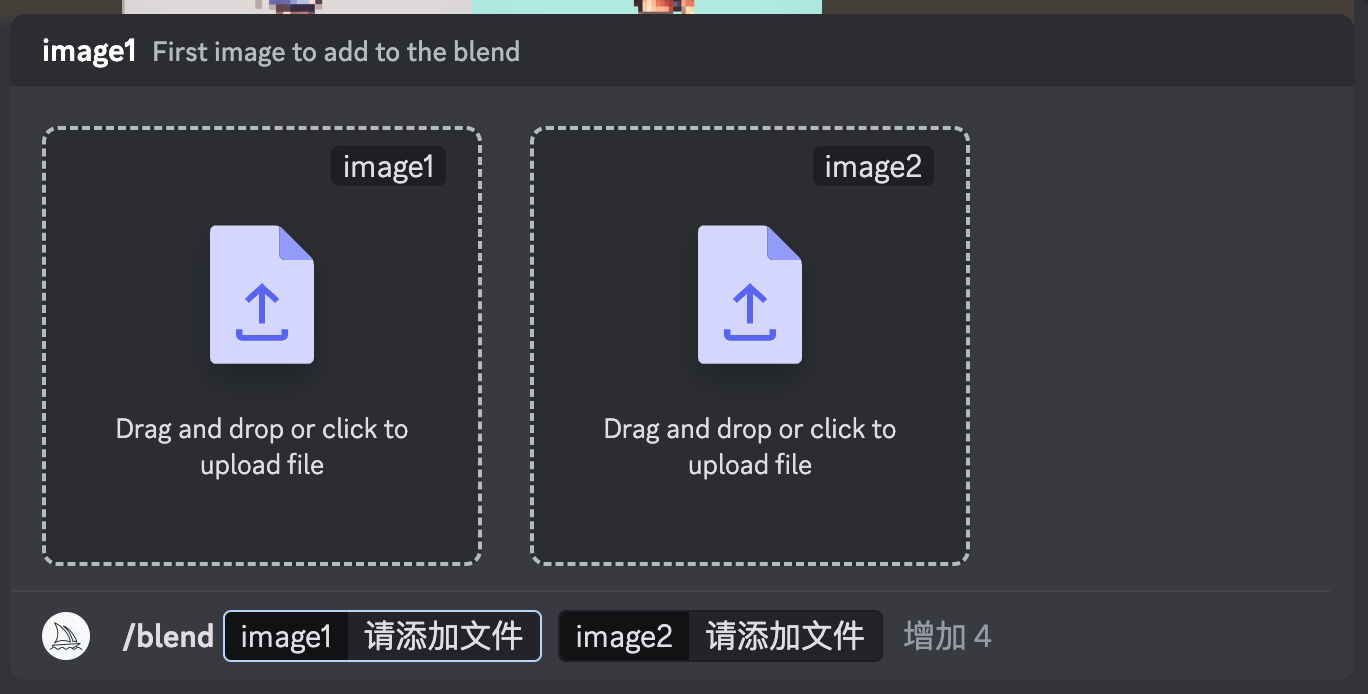 image1 First image to add to the blend
image1
image2
Drag and drop or click to
upload file
Drag and drop or click to
upload file
/blend image1 请添加文件 image2 请添加文件 增加 4